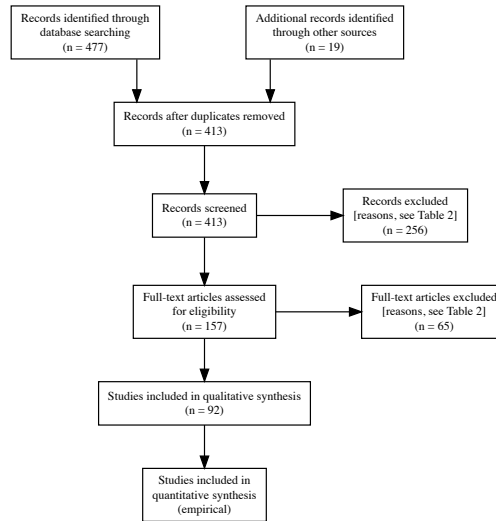 Records identified through
database searching
(n = 477)
Additional records identified
through other sources
(n = 19)
Records after duplicates removed
(n = 413)
Records screened
(n = 413)
Records excluded
[reasons, see Table 2]
(n = 256)
Full-text articles assessed
for eligibility
(n = 157)
Full-text articles excluded
[reasons, see Table 2]
(n = 65)
Studies included in qualitative synthesis
(n = 92)
Studies included in
quantitative synthesis
(empirical)